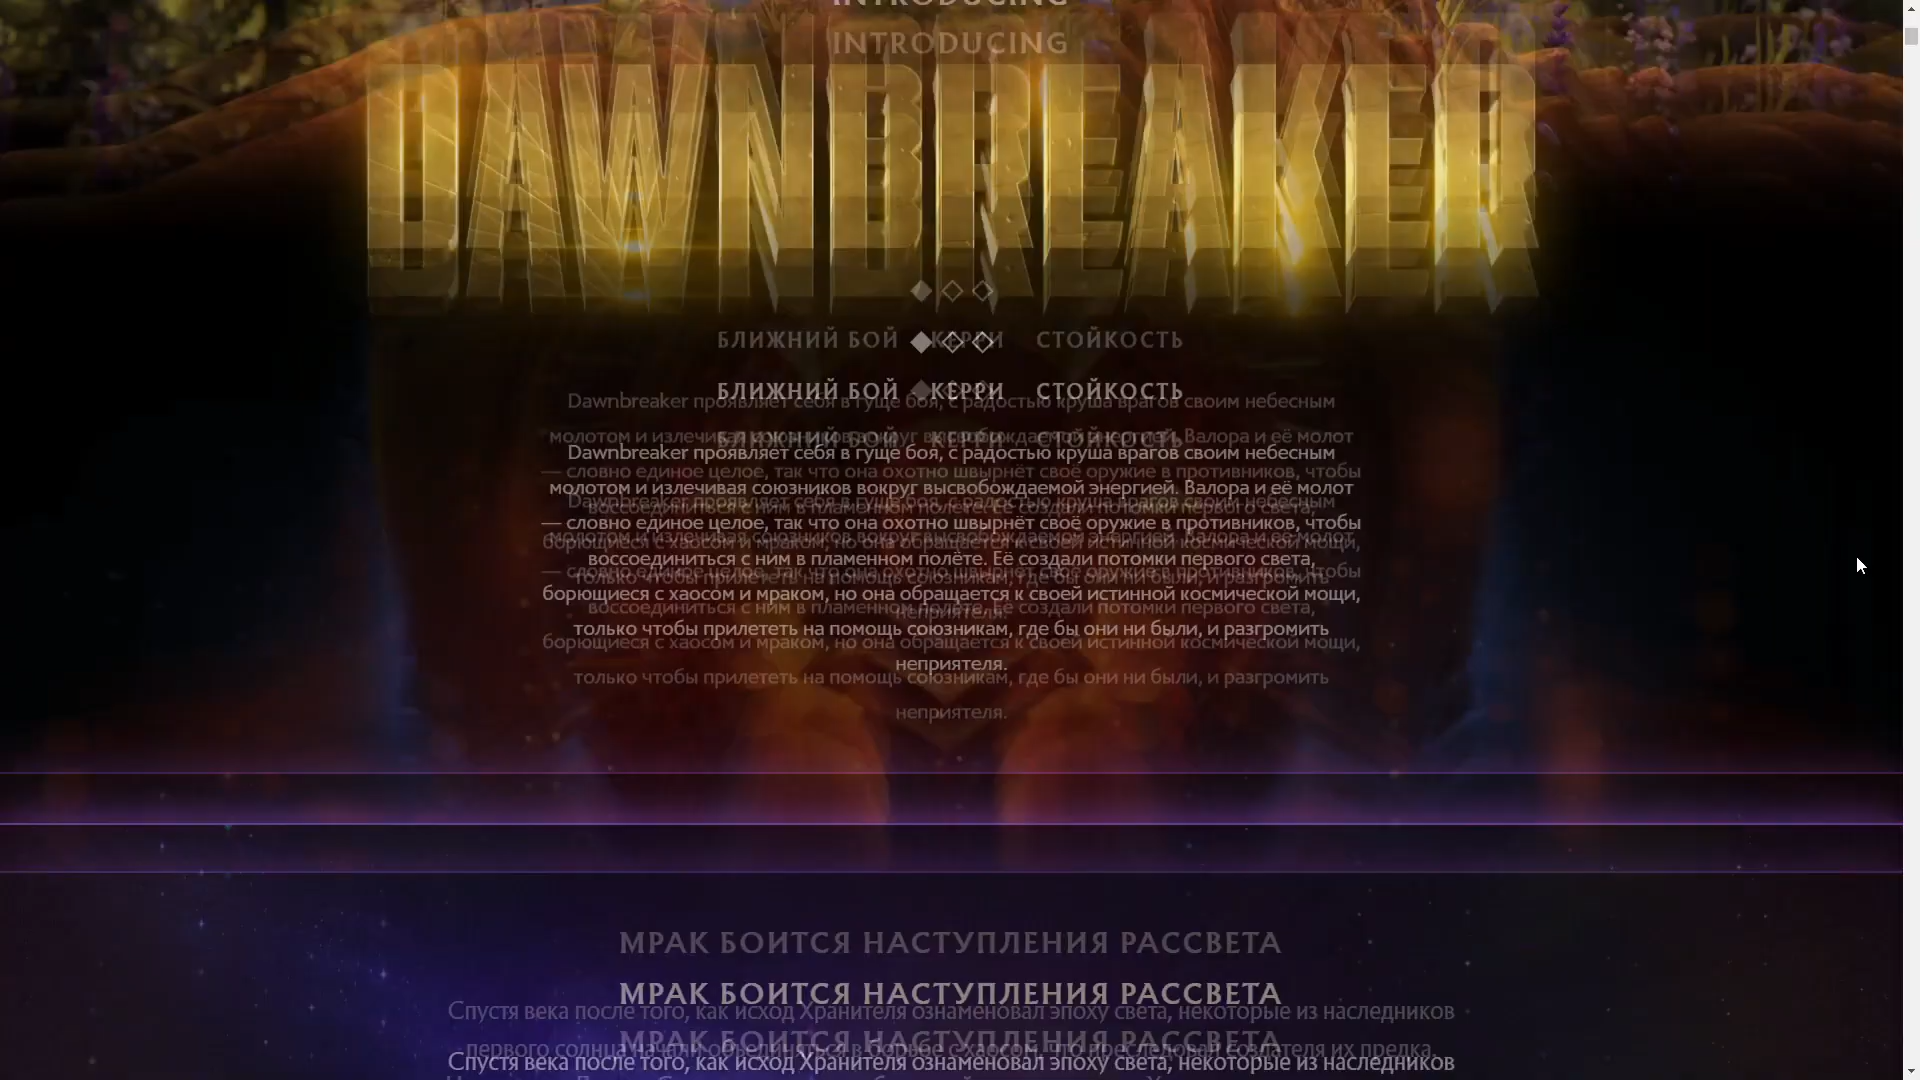 INTRODUCING
DAWNBREAKER
БЛИЖНИЙ БОЙ КЕРРИ СТОЙКОСТЬ
Dawnbreaker проявляет себя в гуще боя, с радостью круша врагов своим небесным
молотом и излечивая союзников вокруг высвобождаемой энергией. Валора и её молот
— словно единое целое, так что она охотно швырнёт своё оружие в противников, чтобы
воссоединиться с ним в пламенном полёте. Её создали потомки первого света,
борющиеся с хаосом и мраком, но она обращается к своей истинной космической мощи,
только чтобы прилететь на помощь союзникам, где бы они ни были, и разгромить
неприятеля.
МРАК БОИТСЯ НАСТУПЛЕНИЯ РАССВЕТА
Спустя века после того, как исход Хранителя ознаменовал эпоху света, некоторые из наследников